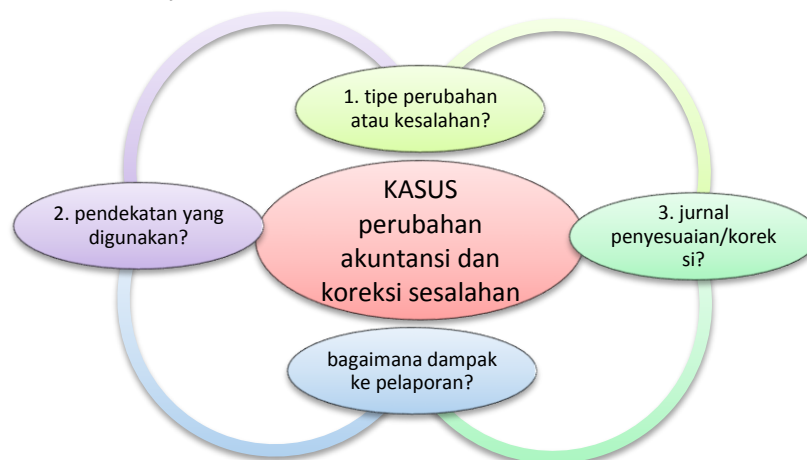 1. tipe perubahan
atau kesalahan?
KASUS
perubahan
akuntansi dan
koreksi sesalahan
2. pendekatan yang
digunakan?
3. jurnal
penyesuaian/korek
si?
bagaimana dampak
ke pelaporan?